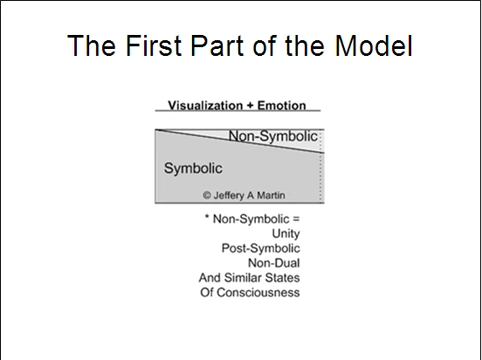 The First Part of the Model
Visualization + Emotion
Non-Symbolic
Symbolic
© Jeffery A Martin
* Non-Symbolic =
Unity
Post-Symbolic
Non-Dual
And Similar States
Of Consciousness